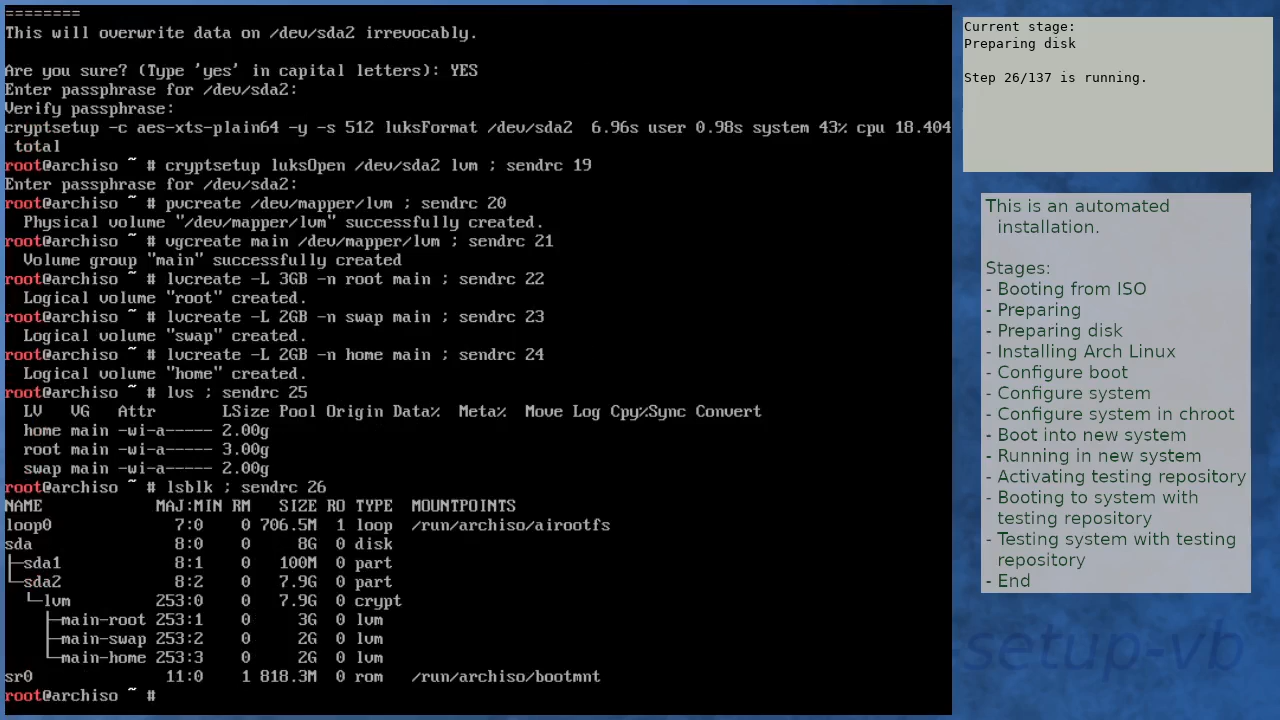 ========
This will overwrite data on /dev/sda2 irrevocably.
Are you sure? (Type 'yes' in capital letters): YES
Enter passphrase for /dev/sda2:
Verify passphrase:
cryptsetup -c aes-xts-plain64 -y -s 512 luksFormat /dev/sda2  6.96s user 0.98s system 43% cpu 18.404
 total
root@archiso ~ # cryptsetup luksOpen /dev/sda2 lvm ; sendrc 19
Enter passphrase for /dev/sda2:
root@archiso ~ # pvcreate /dev/mapper/lvm ; sendrc 20
  Physical volume "/dev/mapper/lvm" successfully created.
root@archiso ~ # vgcreate main /dev/mapper/lvm ; sendrc 21
  Volume group "main" successfully created
root@archiso ~ # lvcreate -L 3GB -n root main ; sendrc 22
  Logical volume "root" created.
root@archiso ~ # lvcreate -L 2GB -n swap main ; sendrc 23
  Logical volume "swap" created.
root@archiso ~ # lvcreate -L 2GB -n home main ; sendrc 24
  Logical volume "home" created.
root@archiso ~ # lvs ; sendrc 25
  LV   VG   Attr       LSize Pool Origin Data%  Meta%  Move Log Cpy%Sync Convert
  home main -wi-a----- 2.00g
  root main -wi-a----- 3.00g
  swap main -wi-a----- 2.00g
root@archiso ~ # lsblk ; sendrc 26
NAME            MAJ:MIN RM   SIZE RO TYPE  MOUNTPOINTS
loop0             7:0    0 706.5M  1 loop  /run/archiso/airootfs
sda               8:0    0     8G  0 disk
├─sda1            8:1    0   100M  0 part
└─sda2            8:2    0   7.9G  0 part
  └─lvm         253:0    0   7.9G  0 crypt
    ├─main-root 253:1    0     3G  0 lvm
    ├─main-swap 253:2    0     2G  0 lvm
    └─main-home 253:3    0     2G  0 lvm
sr0              11:0    1 818.3M  0 rom   /run/archiso/bootmnt
root@archiso ~ #
Current stage:
Preparing disk
Step 26/137 is running.
This is an automated
installation.
Stages:
- Booting from ISO
- Preparing
- Preparing disk
- Installing Arch Linux
- Configure boot
- Configure system
- Configure system in chroot
- Boot into new system
- Running in new system
- Activating testing repository
- Booting to system with
testing repository
- Testing system with testing
repository
- End
-setup-vb